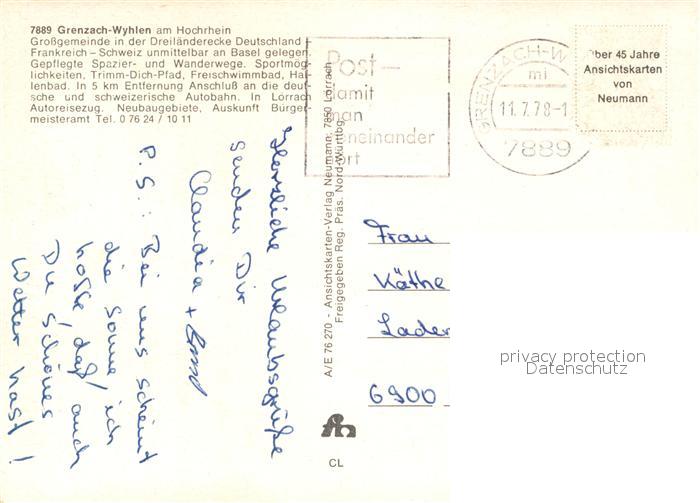 7889 Grenzach-Wyhlen am Hochrhein
Großgemeinde in der Dreiländerecke Deutschland -
Frankreich – Schweiz unmittelbar an Basel gelegen.
Gepflegte Spazier- und Wanderwege. Sportmög-
lichkeiten, Trimm-Dich-Pfad, Freischwimmbad, Hal-
lenbad. In 5 km Entfernung Anschluß an die deut-
sche und schweizerische Autobahn. In Lörrach
Autoreisezug. Neubaugebiete, Auskunft Bürger-
meisteramt Tel. 0 76 24 / 10 11
Post –
damit
man
voneinander
hört
GRENZACH-W
mi
11.7.78-1
7889
Über 45 Jahre
Ansichtskarten
von
Neumann
Herzliche Urlaubsgrüße
senden Dir
Claudia +
P.S.: Bei uns scheint
die Sonne, ich
hoffe, daß auch
Du schönes
Wetter hast!
A/E 76 270 - Ansichtskarten-Verlag Neumann, 7850 Lörrach
Freigegeben Reg. Präs. Nord-Württbg.
Frau
Käthe
Lader
6900
CL
privacy protection
Datenschutz